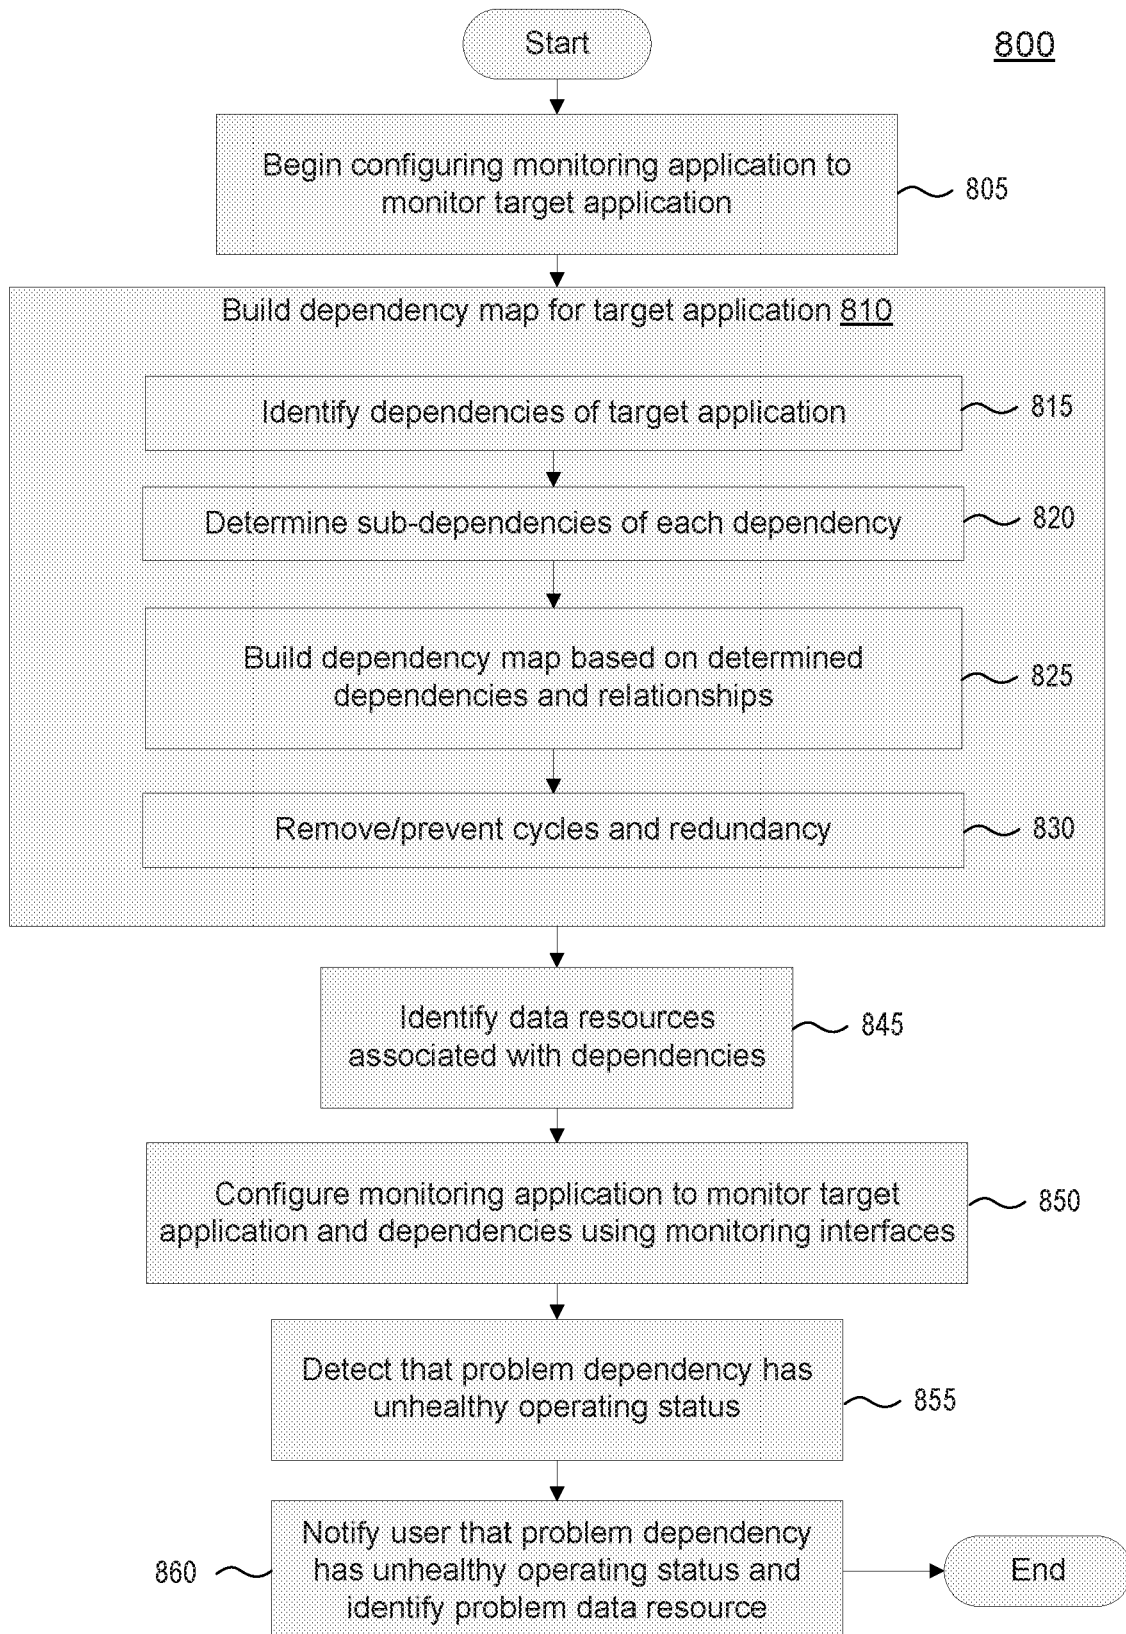 Start
800
Begin configuring monitoring application to
monitor target application
805
Build dependency map for target application 810
Identify dependencies of target application
815
Determine sub-dependencies of each dependency
820
Build dependency map based on determined
dependencies and relationships
825
Remove/prevent cycles and redundancy
830
Identify data resources
associated with dependencies
845
Configure monitoring application to monitor target
application and dependencies using monitoring interfaces
850
Detect that problem dependency has
unhealthy operating status
855
Notify user that problem dependency
has unhealthy operating status and
identify problem data resource
860
End